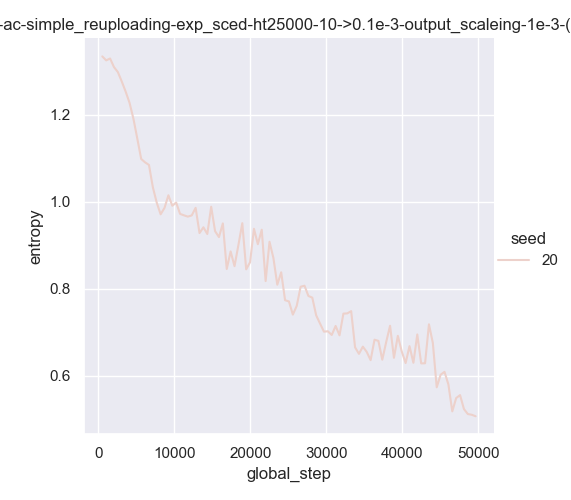 -ac-simple_reuploading-exp_sced-ht25000-10->0.1e-3-output_scaleing-1e-3-(
1.2
1.0
0.8
0.6
entropy
0
10000
20000
30000
40000
50000
global_step
seed
20